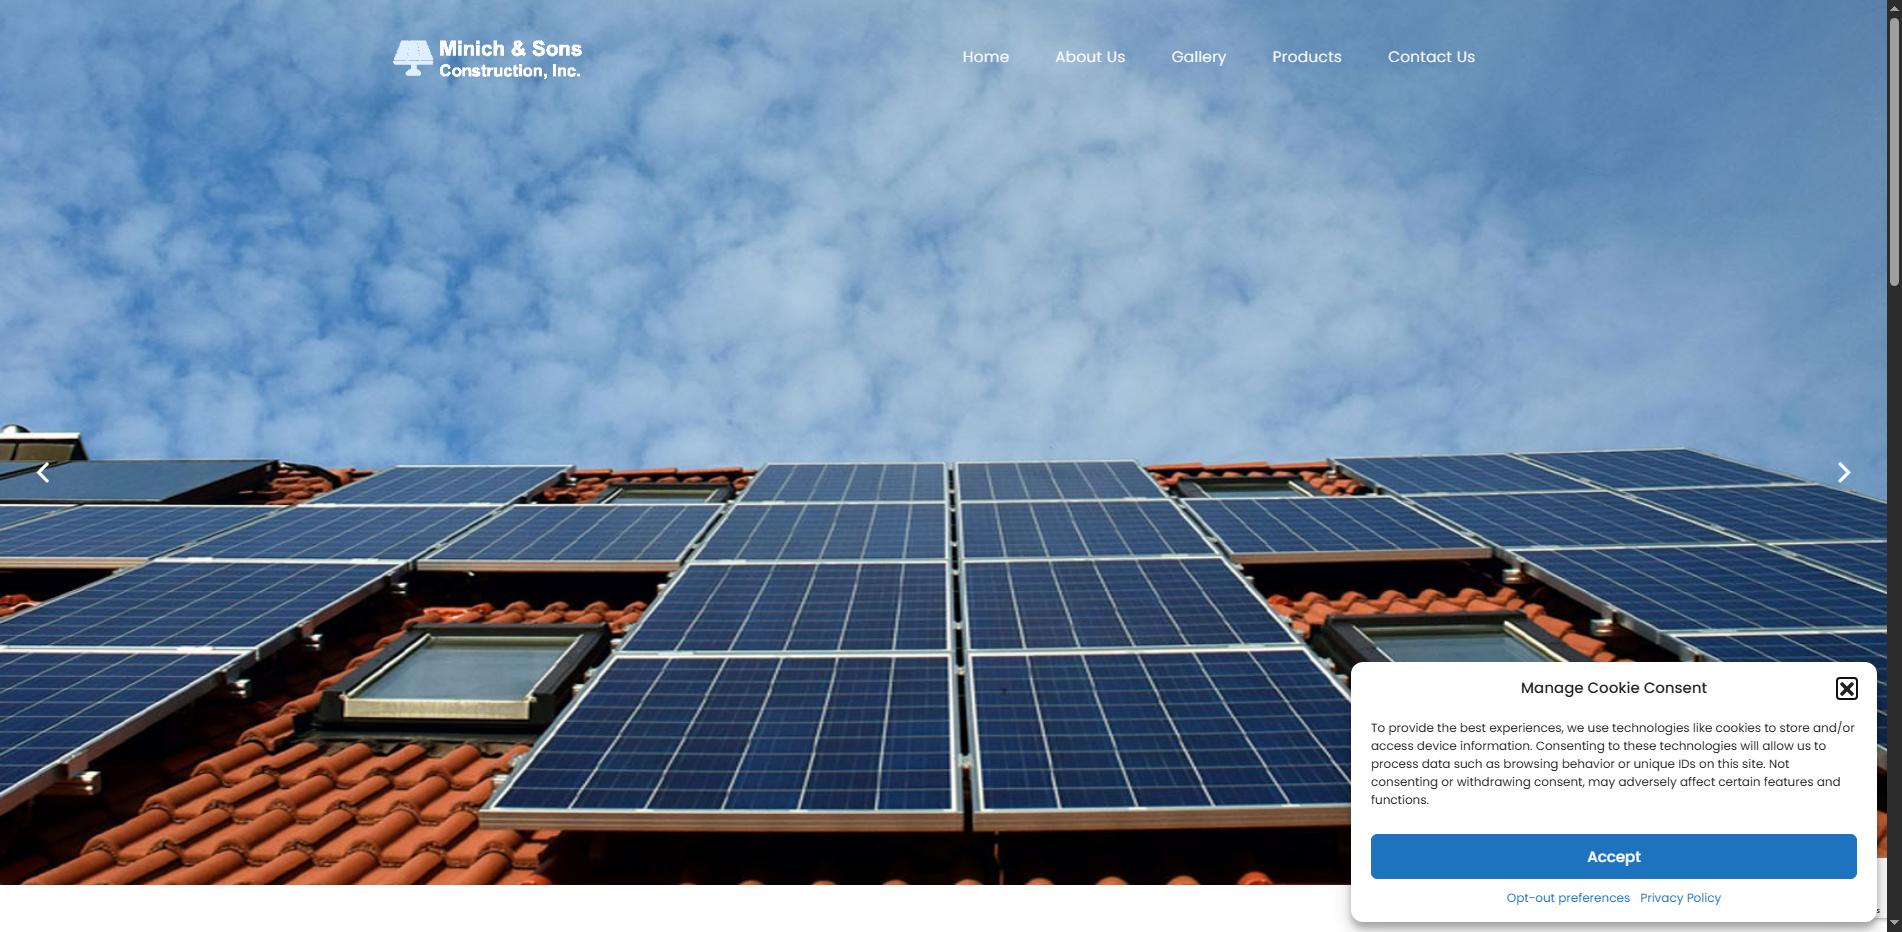 Minich & Sons
Construction, Inc.
Home About Us Gallery Products Contact Us
Manage Cookie Consent
To provide the best experiences, we use technologies like cookies to store and/or
access device information. Consenting to these technologies will allow us to
process data such as browsing behavior or unique IDs on this site. Not
consenting or withdrawing consent, may adversely affect certain features and
functions.
Accept
Opt-out preferences Privacy Policy